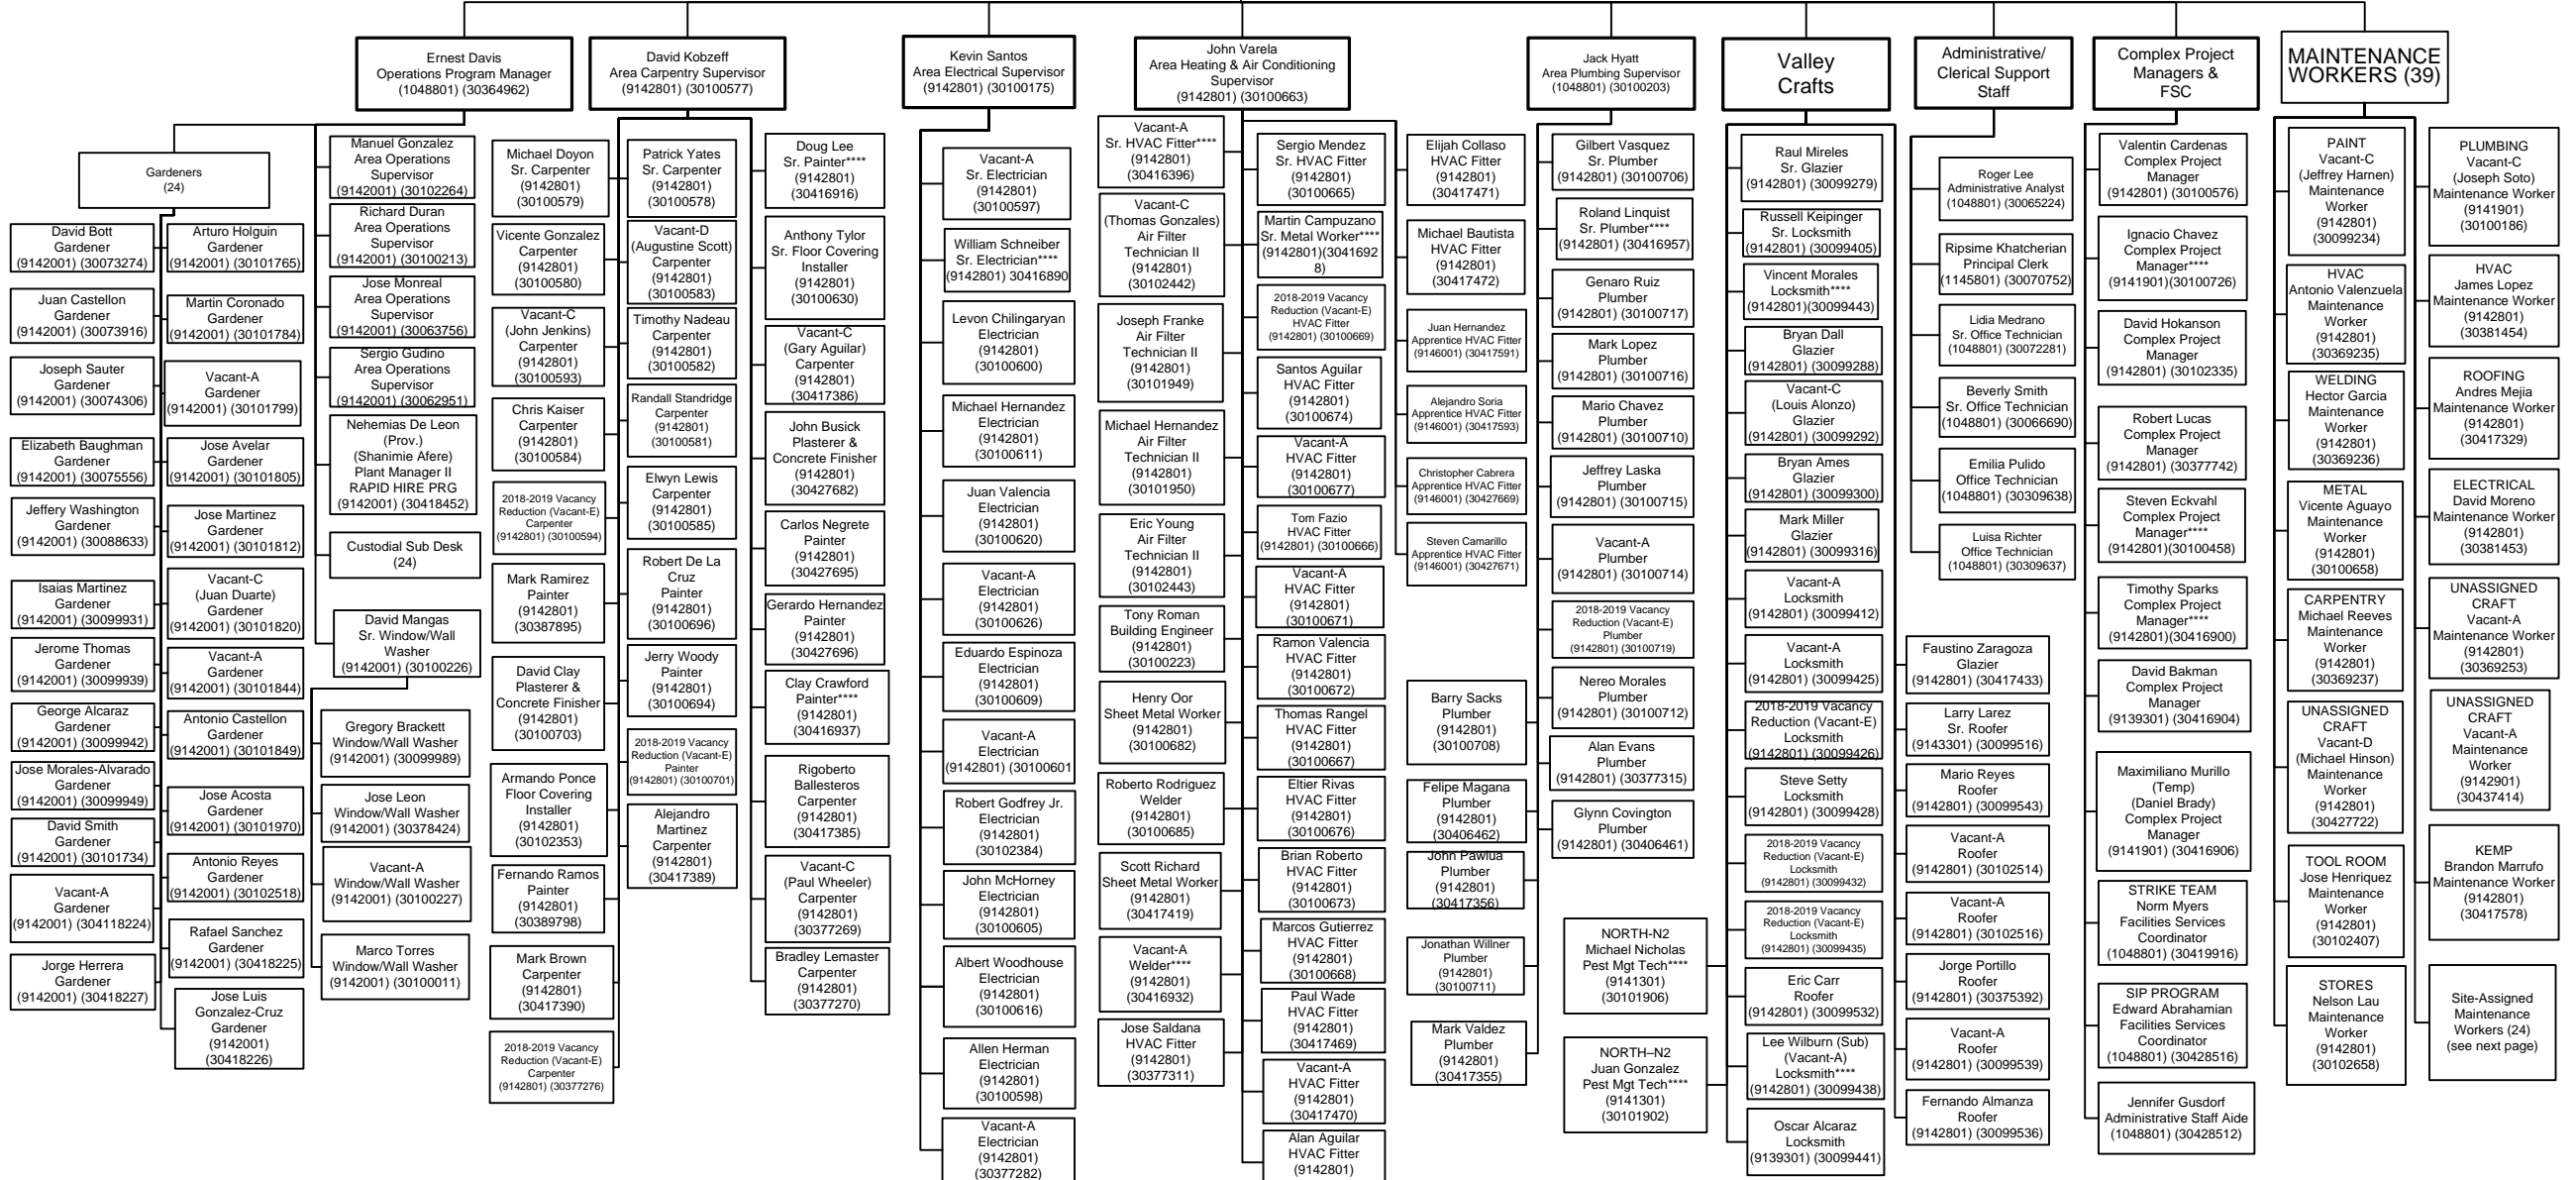 Ernest Davis
Operations Program Manager
(1048801) (30364962)
David Kobzeff
Area Carpentry Supervisor
(9142801) (30100577)
Kevin Santos
Area Electrical Supervisor
(9142801) (30100175)
John Varela
Area Heating & Air Conditioning
Supervisor
(9142801) (30100663)
Jack Hyatt
Area Plumbing Supervisor
(1048801) (30100203)
Valley
Crafts
Administrative/
Clerical Support
Staff
Complex Project
Managers &
FSC
MAINTENANCE
WORKERS (39)
Gardeners
(24)
David Bott
Gardener
(9142001) (30073274)
Juan Castellon
Gardener
(9142001) (30073916)
Joseph Sauter
Gardener
(9142001) (30074306)
Elizabeth Baughman
Gardener
(9142001) (30075556)
Jeffery Washington
Gardener
(9142001) (30088633)
Isaias Martinez
Gardener
(9142001) (30099931)
Jerome Thomas
Gardener
(9142001) (30099939)
George Alcaraz
Gardener
(9142001) (30099942)
Jose Morales-Alvarado
Gardener
(9142001) (30099949)
David Smith
Gardener
(9142001) (30101734)
Vacant-A
Gardener
(9142001) (304118224)
Jorge Herrera
Gardener
(9142001) (30418227)
Arturo Holguin
Gardener
(9142001) (30101765)
Martin Coronado
Gardener
(9142001) (30101784)
Vacant-A
Gardener
(9142001) (30101799)
Jose Avelar
Gardener
(9142001) (30101805)
Jose Martinez
Gardener
(9142001) (30101812)
Vacant-C
(Juan Duarte)
Gardener
(9142001) (30101820)
Vacant-A
Gardener
(9142001) (30101844)
Antonio Castellon
Gardener
(9142001) (30101849)
Jose Acosta
Gardener
(9142001) (30101970)
Antonio Reyes
Gardener
(9142001) (30102518)
Rafael Sanchez
Gardener
(9142001) (30418225)
Jose Luis
Gonzalez-Cruz
Gardener
(9142001)
(30418226)
Manuel Gonzalez
Area Operations
Supervisor
(9142001) (30102264)
Richard Duran
Area Operations
Supervisor
(9142001) (30100213)
Jose Monreal
Area Operations
Supervisor
(9142001) (30063756)
Sergio Gudino
Area Operations
Supervisor
(9142001) (30062951)
Nehemias De Leon
(Prov.)
(Shanimie Afere)
Plant Manager II
RAPID HIRE PRG
(9142001) (30418452)
Custodial Sub Desk
(24)
David Mangas
Sr. Window/Wall
Washer
(9142001) (30100226)
Gregory Brackett
Window/Wall Washer
(9142001) (30099989)
Jose Leon
Window/Wall Washer
(9142001) (30378424)
Vacant-A
Window/Wall Washer
(9142001) (30100227)
Marco Torres
Window/Wall Washer
(9142001) (30100011)
Michael Doyon
Sr. Carpenter
(9142801)
(30100579)
Vicente Gonzalez
Carpenter
(9142801)
(30100580)
Vacant-C
(John Jenkins)
Carpenter
(9142801)
(30100593)
Chris Kaiser
Carpenter
(9142801)
(30100584)
2018-2019 Vacancy
Reduction (Vacant-E)
Carpenter
(9142801) (30100594)
Mark Ramirez
Painter
(9142801)
(30387895)
David Clay
Plasterer &
Concrete Finisher
(9142801)
(30100703)
Armando Ponce
Floor Covering
Installer
(9142801)
(30102353)
Fernando Ramos
Painter
(9142801)
(30389798)
Mark Brown
Carpenter
(9142801)
(30417390)
2018-2019 Vacancy
Reduction (Vacant-E)
Carpenter
(9142801) (30377276)
Patrick Yates
Sr. Carpenter
(9142801)
(30100578)
Vacant-D
(Augustine Scott)
Carpenter
(9142801)
(30100583)
Timothy Nadeau
Carpenter
(9142801)
(30100582)
Randall Standridge
Carpenter
(9142801)
(30100581)
Elwyn Lewis
Carpenter
(9142801)
(30100585)
Robert De La
Cruz
Painter
(9142801)
(30100696)
Jerry Woody
Painter
(9142801)
(30100694)
2018-2019 Vacancy
Reduction (Vacant-E)
Painter
(9142801) (30100701)
Alejandro
Martinez
Carpenter
(9142801)
(30417389)
Doug Lee
Sr. Painter****
(9142801)
(30416916)
Anthony Tylor
Sr. Floor Covering
Installer
(9142801)
(30100630)
Vacant-C
(Gary Aguilar)
Carpenter
(9142801)
(30417386)
John Busick
Plasterer &
Concrete Finisher
(9142801)
(30427682)
Carlos Negrete
Painter
(9142801)
(30427695)
Gerardo Hernandez
Painter
(9142801)
(30427696)
Clay Crawford
Painter****
(9142801)
(30416937)
Rigoberto
Ballesteros
Carpenter
(9142801)
(30417385)
Vacant-C
(Paul Wheeler)
Carpenter
(9142801)
(30377269)
Bradley Lemaster
Carpenter
(9142801)
(30377270)
Vacant-A
Sr. Electrician
(9142801)
(30100597)
William Schneiber
Sr. Electrician****
(9142801) 30416890
Levon Chilingaryan
Electrician
(9142801)
(30100600)
Michael Hernandez
Electrician
(9142801)
(30100611)
Juan Valencia
Electrician
(9142801)
(30100620)
Vacant-A
Electrician
(9142801)
(30100626)
Eduardo Espinoza
Electrician
(9142801)
(30100609)
Vacant-A
Electrician
(9142801) (30100601
Robert Godfrey Jr.
Electrician
(9142801)
(30102384)
John McHorney
Electrician
(9142801)
(30100605)
Albert Woodhouse
Electrician
(9142801)
(30100616)
Allen Herman
Electrician
(9142801)
(30100598)
Vacant-A
Electrician
(9142801)
(30377282)
Vacant-A
Sr. HVAC Fitter****
(9142801)
(30416396)
Vacant-C
(Thomas Gonzales)
Air Filter
Technician II
(9142801)
(30102442)
Joseph Franke
Air Filter
Technician II
(9142801)
(30101949)
Michael Hernandez
Air Filter
Technician II
(9142801)
(30101950)
Eric Young
Air Filter
Technician II
(9142801)
(30102443)
Tony Roman
Building Engineer
(9142801)
(30100223)
Henry Oor
Sheet Metal Worker
(9142801)
(30100682)
Roberto Rodriguez
Welder
(9142801)
(30100685)
Scott Richard
Sheet Metal Worker
(9142801)
(30417419)
Vacant-A
Welder****
(9142801)
(30416932)
Jose Saldana
HVAC Fitter
(9142801)
(30377311)
Sergio Mendez
Sr. HVAC Fitter
(9142801)
(30100665)
Martin Campuzano
Sr. Metal Worker****
(9142801)(3041692
8)
2018-2019 Vacancy
Reduction (Vacant-E)
HVAC Fitter
(9142801) (30100669)
Santos Aguilar
HVAC Fitter
(9142801)
(30100674)
Vacant-A
HVAC Fitter
(9142801)
(30100677)
Tom Fazio
HVAC Fitter
(9142801) (30100666)
Vacant-A
HVAC Fitter
(9142801)
(30100671)
Ramon Valencia
HVAC Fitter
(9142801)
(30100672)
Thomas Rangel
HVAC Fitter
(9142801)
(30100667)
Eltier Rivas
HVAC Fitter
(9142801)
(30100676)
Brian Roberto
HVAC Fitter
(9142801)
(30100673)
Marcos Gutierrez
HVAC Fitter
(9142801)
(30100668)
Paul Wade
HVAC Fitter
(9142801)
(30417469)
Vacant-A
HVAC Fitter
(9142801)
(30417470)
Alan Aguilar
HVAC Fitter
(9142801)
Elijah Collaso
HVAC Fitter
(9142801)
(30417471)
Michael Bautista
HVAC Fitter
(9142801)
(30417472)
Juan Hernandez
Apprentice HVAC Fitter
(9146001) (30417591)
Alejandro Soria
Apprentice HVAC Fitter
(9146001) (30417593)
Christopher Cabrera
Apprentice HVAC Fitter
(9146001) (30427669)
Steven Camarillo
Apprentice HVAC Fitter
(9146001) (30427671)
Barry Sacks
Plumber
(9142801)
(30100708)
Felipe Magana
Plumber
(9142801)
(30406462)
John Pawlua
Plumber
(9142801)
(30417356)
Jonathan Willner
Plumber
(9142801)
(30100711)
Mark Valdez
Plumber
(9142801)
(30417355)
Gilbert Vasquez
Sr. Plumber
(9142801) (30100706)
Roland Linquist
Sr. Plumber****
(9142801) (30416957)
Genaro Ruiz
Plumber
(9142801) (30100717)
Mark Lopez
Plumber
(9142801) (30100716)
Mario Chavez
Plumber
(9142801) (30100710)
Jeffrey Laska
Plumber
(9142801) (30100715)
Vacant-A
Plumber
(9142801) (30100714)
2018-2019 Vacancy
Reduction (Vacant-E)
Plumber
(9142801) (30100719)
Nereo Morales
Plumber
(9142801) (30100712)
Alan Evans
Plumber
(9142801) (30377315)
Glynn Covington
Plumber
(9142801) (30406461)
NORTH-N2
Michael Nicholas
Pest Mgt Tech****
(9141301)
(30101906)
NORTH–N2
Juan Gonzalez
Pest Mgt Tech****
(9141301)
(30101902)
Raul Mireles
Sr. Glazier
(9142801) (30099279)
Russell Keipinger
Sr. Locksmith
(9142801) (30099405)
Vincent Morales
Locksmith****
(9142801)(30099443)
Bryan Dall
Glazier
(9142801) (30099288)
Vacant-C
(Louis Alonzo)
Glazier
(9142801) (30099292)
Bryan Ames
Glazier
(9142801) (30099300)
Mark Miller
Glazier
(9142801) (30099316)
Vacant-A
Locksmith
(9142801) (30099412)
Vacant-A
Locksmith
(9142801) (30099425)
2018-2019 Vacancy
Reduction (Vacant-E)
Locksmith
(9142801) (30099426)
Steve Setty
Locksmith
(9142801) (30099428)
2018-2019 Vacancy
Reduction (Vacant-E)
Locksmith
(9142801) (30099432)
2018-2019 Vacancy
Reduction (Vacant-E)
Locksmith
(9142801) (30099435)
Eric Carr
Roofer
(9142801) (30099532)
Lee Wilburn (Sub)
(Vacant-A)
Locksmith****
(9142801) (30099438)
Oscar Alcaraz
Locksmith
(9139301) (30099441)
Faustino Zaragoza
Glazier
(9142801) (30417433)
Larry Larez
Sr. Roofer
(9143301) (30099516)
Mario Reyes
Roofer
(9142801) (30099543)
Vacant-A
Roofer
(9142801) (30102514)
Vacant-A
Roofer
(9142801) (30102516)
Jorge Portillo
Roofer
(9142801) (30375392)
Vacant-A
Roofer
(9142801) (30099539)
Fernando Almanza
Roofer
(9142801) (30099536)
Roger Lee
Administrative Analyst
(1048801) (30065224)
Ripsime Khatcherian
Principal Clerk
(1145801) (30070752)
Lidia Medrano
Sr. Office Technician
(1048801) (30072281)
Beverly Smith
Sr. Office Technician
(1048801) (30066690)
Emilia Pulido
Office Technician
(1048801) (30309638)
Luisa Richter
Office Technician
(1048801) (30309637)
Valentin Cardenas
Complex Project
Manager
(9142801) (30100576)
Ignacio Chavez
Complex Project
Manager****
(9141901)(30100726)
David Hokanson
Complex Project
Manager
(9142801) (30102335)
Robert Lucas
Complex Project
Manager
(9142801) (30377742)
Steven Eckvahl
Complex Project
Manager****
(9142801)(30100458)
Timothy Sparks
Complex Project
Manager****
(9142801)(30416900)
David Bakman
Complex Project
Manager
(9139301) (30416904)
Maximiliano Murillo
(Temp)
(Daniel Brady)
Complex Project
Manager
(9141901) (30416906)
STRIKE TEAM
Norm Myers
Facilities Services
Coordinator
(1048801) (30419916)
SIP PROGRAM
Edward Abrahamian
Facilities Services
Coordinator
(1048801) (30428516)
Jennifer Gusdorf
Administrative Staff Aide
(1048801) (30428512)
PAINT
Vacant-C
(Jeffrey Harnen)
Maintenance
Worker
(9142801)
(30099234)
HVAC
Antonio Valenzuela
Maintenance
Worker
(9142801)
(30369235)
WELDING
Hector Garcia
Maintenance
Worker
(9142801)
(30369236)
METAL
Vicente Aguayo
Maintenance
Worker
(9142801)
(30100658)
CARPENTRY
Michael Reeves
Maintenance
Worker
(9142801)
(30369237)
UNASSIGNED
CRAFT
Vacant-D
(Michael Hinson)
Maintenance
Worker
(9142801)
(30427722)
TOOL ROOM
Jose Henriquez
Maintenance
Worker
(9142801)
(30102407)
STORES
Nelson Lau
Maintenance
Worker
(9142801)
(30102658)
PLUMBING
Vacant-C
(Joseph Soto)
Maintenance Worker
(9141901)
(30100186)
HVAC
James Lopez
Maintenance Worker
(9142801)
(30381454)
ROOFING
Andres Mejia
Maintenance Worker
(9142801)
(30417329)
ELECTRICAL
David Moreno
Maintenance Worker
(9142801)
(30381453)
UNASSIGNED
CRAFT
Vacant-A
Maintenance Worker
(9142801)
(30369253)
UNASSIGNED
CRAFT
Vacant-A
Maintenance
Worker
(9142901)
(30437414)
KEMP
Brandon Marrufo
Maintenance Worker
(9142801)
(30417578)
Site-Assigned
Maintenance
Workers (24)
(see next page)